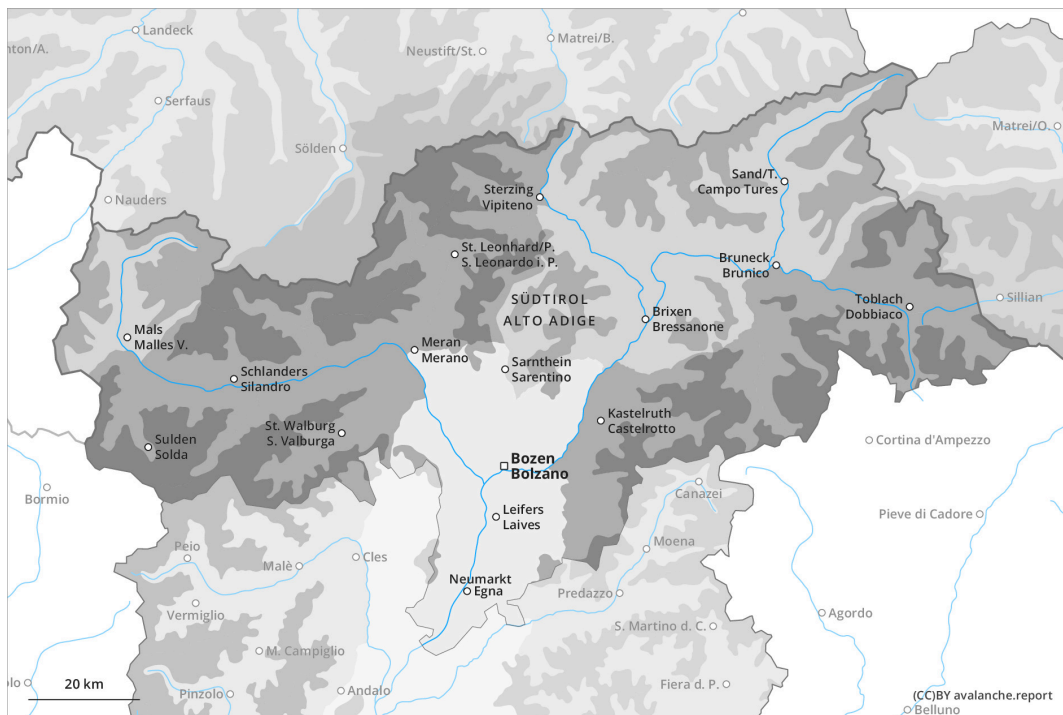 Landeck
Matrei/B.
Neustift/St.
nton/A.
Serfaus
Matrei/O.
Sölden
Sand/T.
Campo Tures
Sterzing
Vipiteno
Nauders
St. Leonhard/P.
S. Leonardo i. P.
Bruneck
Brunico
SÜDTIROL
ALTO ADIGE
Toblach
Dobbiaco
Sillian
Brixen
Bressanone
Mals
Malles V.
Meran
Merano
Sarnthein
Sarentino
Schlanders
Silandro
Kastelruth
Castelrotto
St. Walburg
S. Valburga
Sulden
Solda
Cortina d'Ampezzo
Bozen
Bolzano
Bormio
Canazei
Leifers
Laives
Pieve di Cadore
Moena
Peio
Malè
Cles
Neumarkt
Egna
Predazzo
Vermiglio
Agordo
S. Martino d. C.
M. Campiglio
olo
20 km
Pinzolo
Andalo
Fiera d. P.
(CC)BY avalanche.report
Belluno